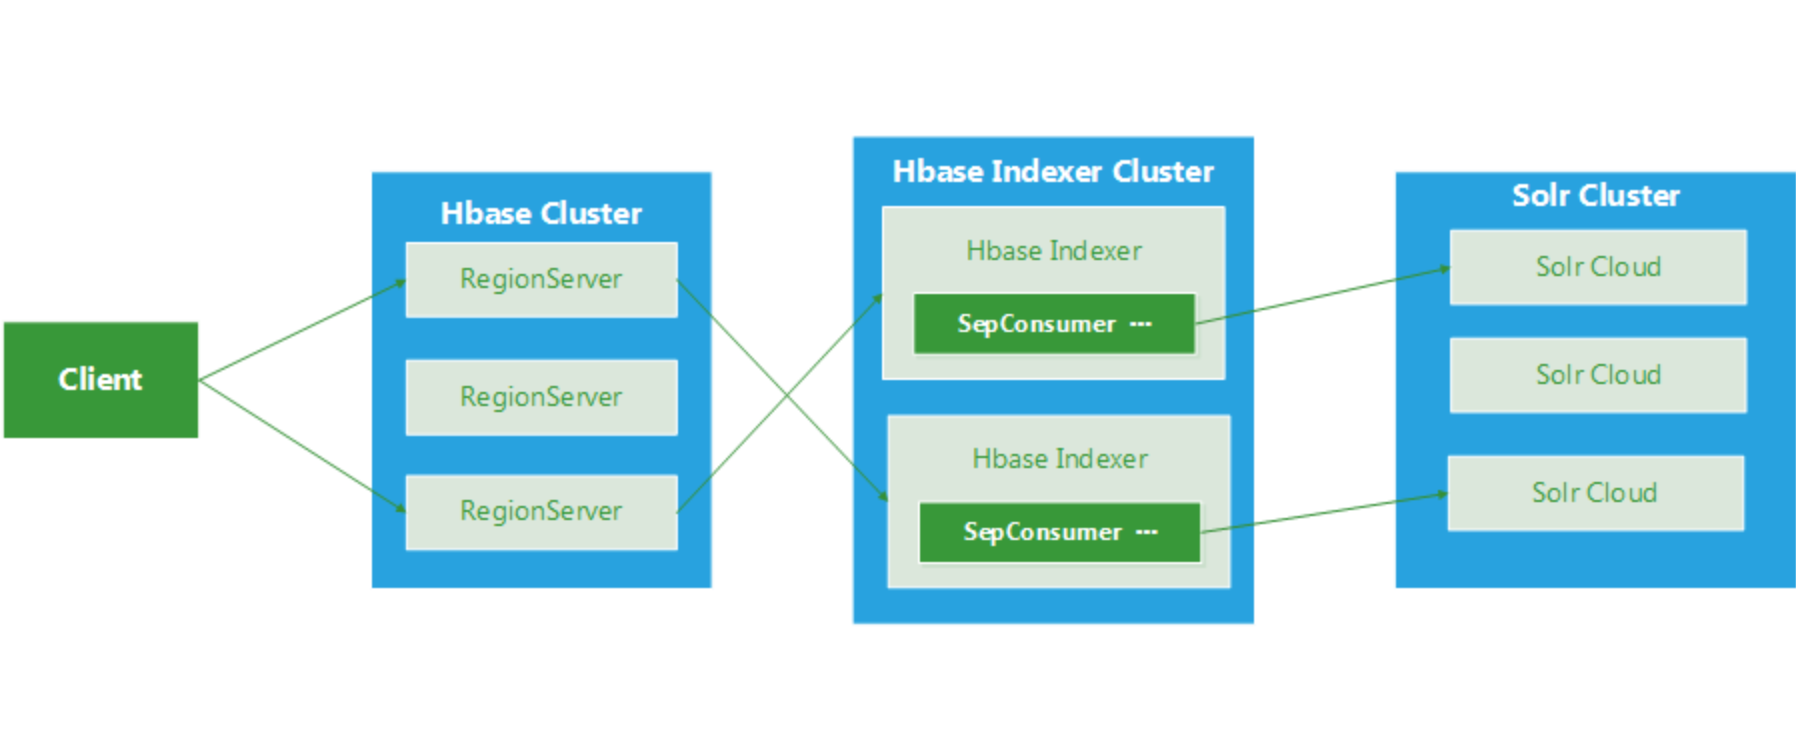 Client
Hbase Cluster
RegionServer
RegionServer
RegionServer
Hbase Indexer Cluster
Hbase Indexer
SepConsumer ---
Hbase Indexer
SepConsumer ---
Solr Cluster
Solr Cloud
Solr Cloud
Solr Cloud